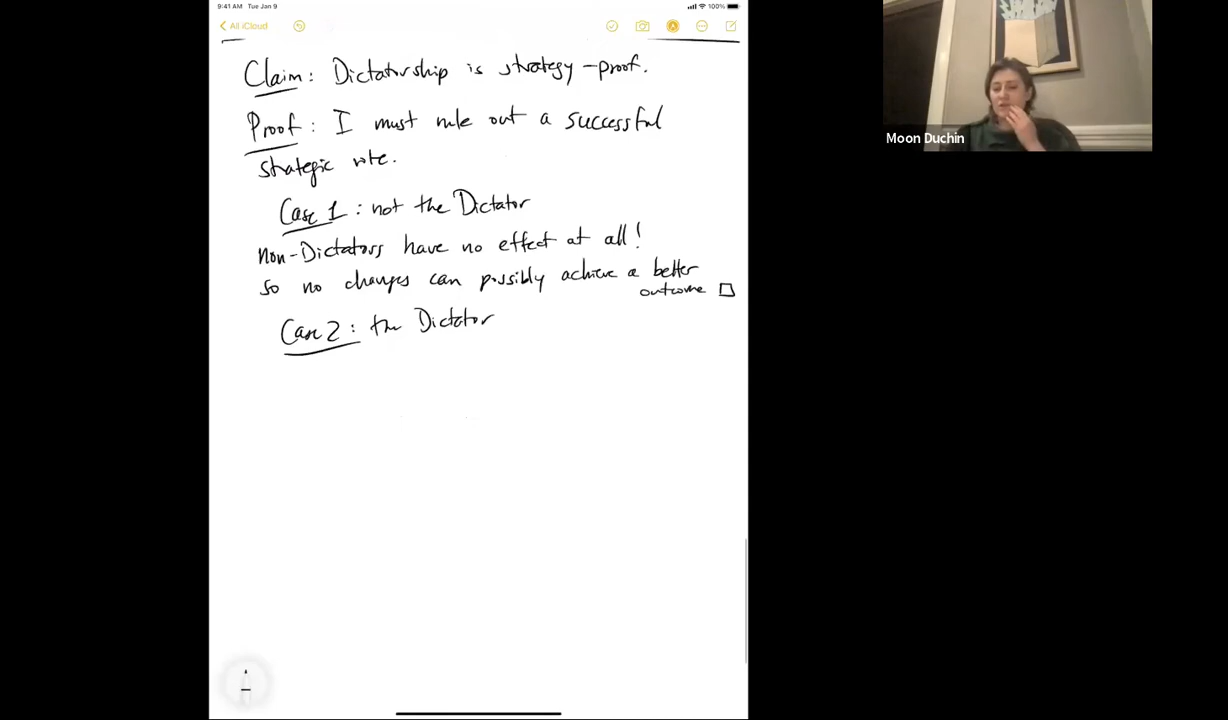 9:41 AM Tue Jan 9
100%
All iCloud
Claim: Dictatorship is strategy-proof.
Proof: I must rule out a successful
strategic vote.
Case 1: not the Dictator
non-Dictators have no effect at all!
so no changes can possibly achieve a better
outcome □
Case 2: the Dictator
Moon Duchin